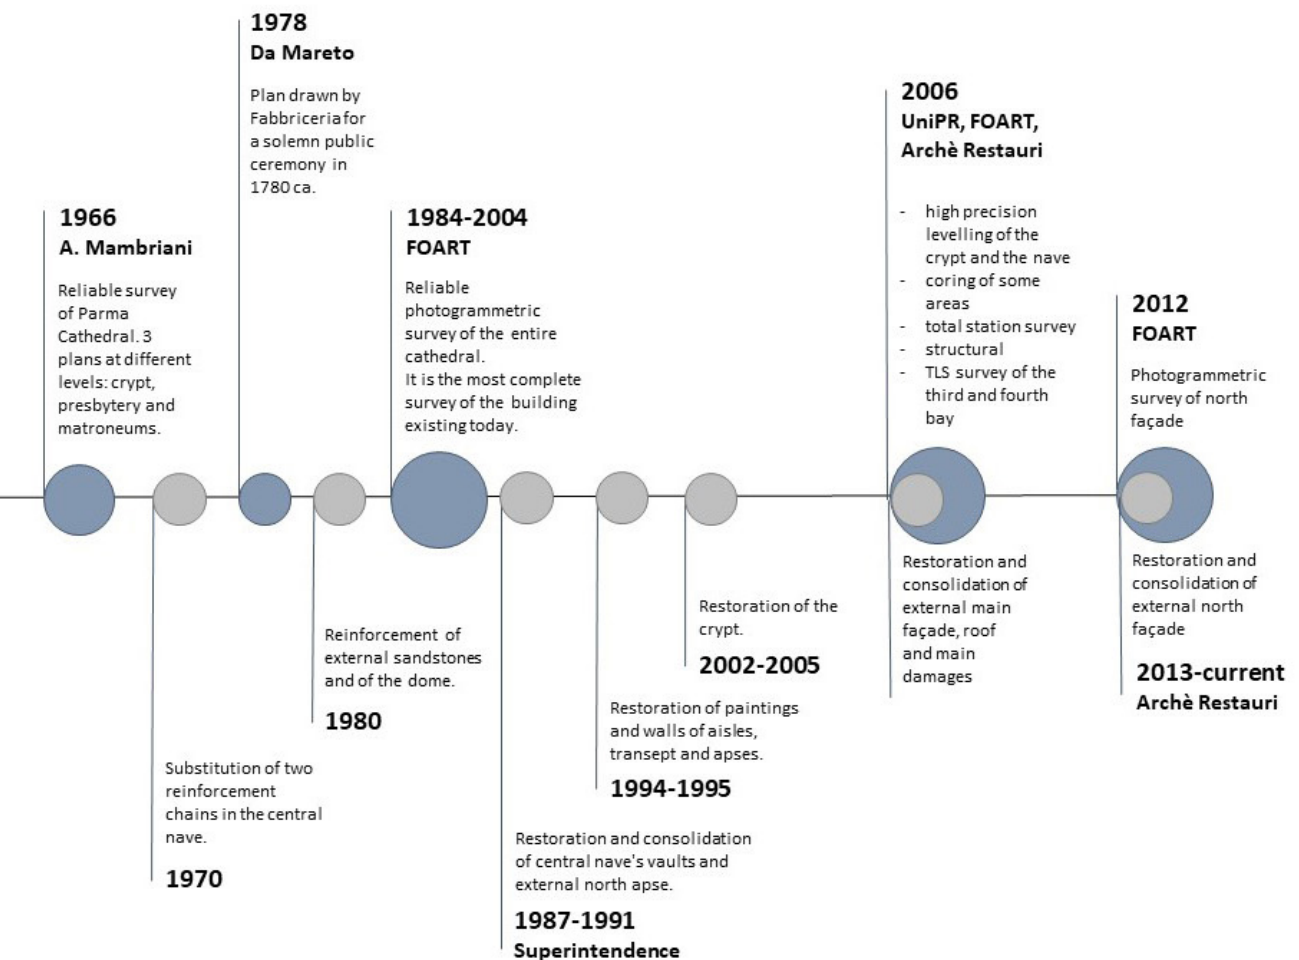 1978
Da Mareto
Plan drawn by
Fabbriceria for
a solemn public
ceremony in
1780 ca.
2006
UniPR, FOART,
Archè Restauri
- high precision
levelling of the
crypt and the nave
- coring of some
areas
- total station survey
- structural
- TLS survey of the
third and fourth
bay
1966
A. Mambriani
Reliable survey
of Parma
Cathedral. 3
plans at different
levels: crypt,
presbytery and
matroneums.
1984-2004
FOART
Reliable
photogrammetric
survey of the entire
cathedral.
It is the most complete
survey of the building
existing today.
2012
FOART
Photogrammetric
survey of north
façade
Substitution of two
reinforcement
chains in the central
nave.
1970
Reinforcement of
external sandstones
and of the dome.
1980
Restoration and consolidation
of central nave's vaults and
external north apse.
1987-1991
Superintendence
Restoration of paintings
and walls of aisles,
transept and apses.
1994-1995
Restoration of the
crypt.
2002-2005
Restoration and
consolidation of
external main
façade, roof
and main
damages
Restoration and
consolidation of
external north
façade
2013-current
Archè Restauri